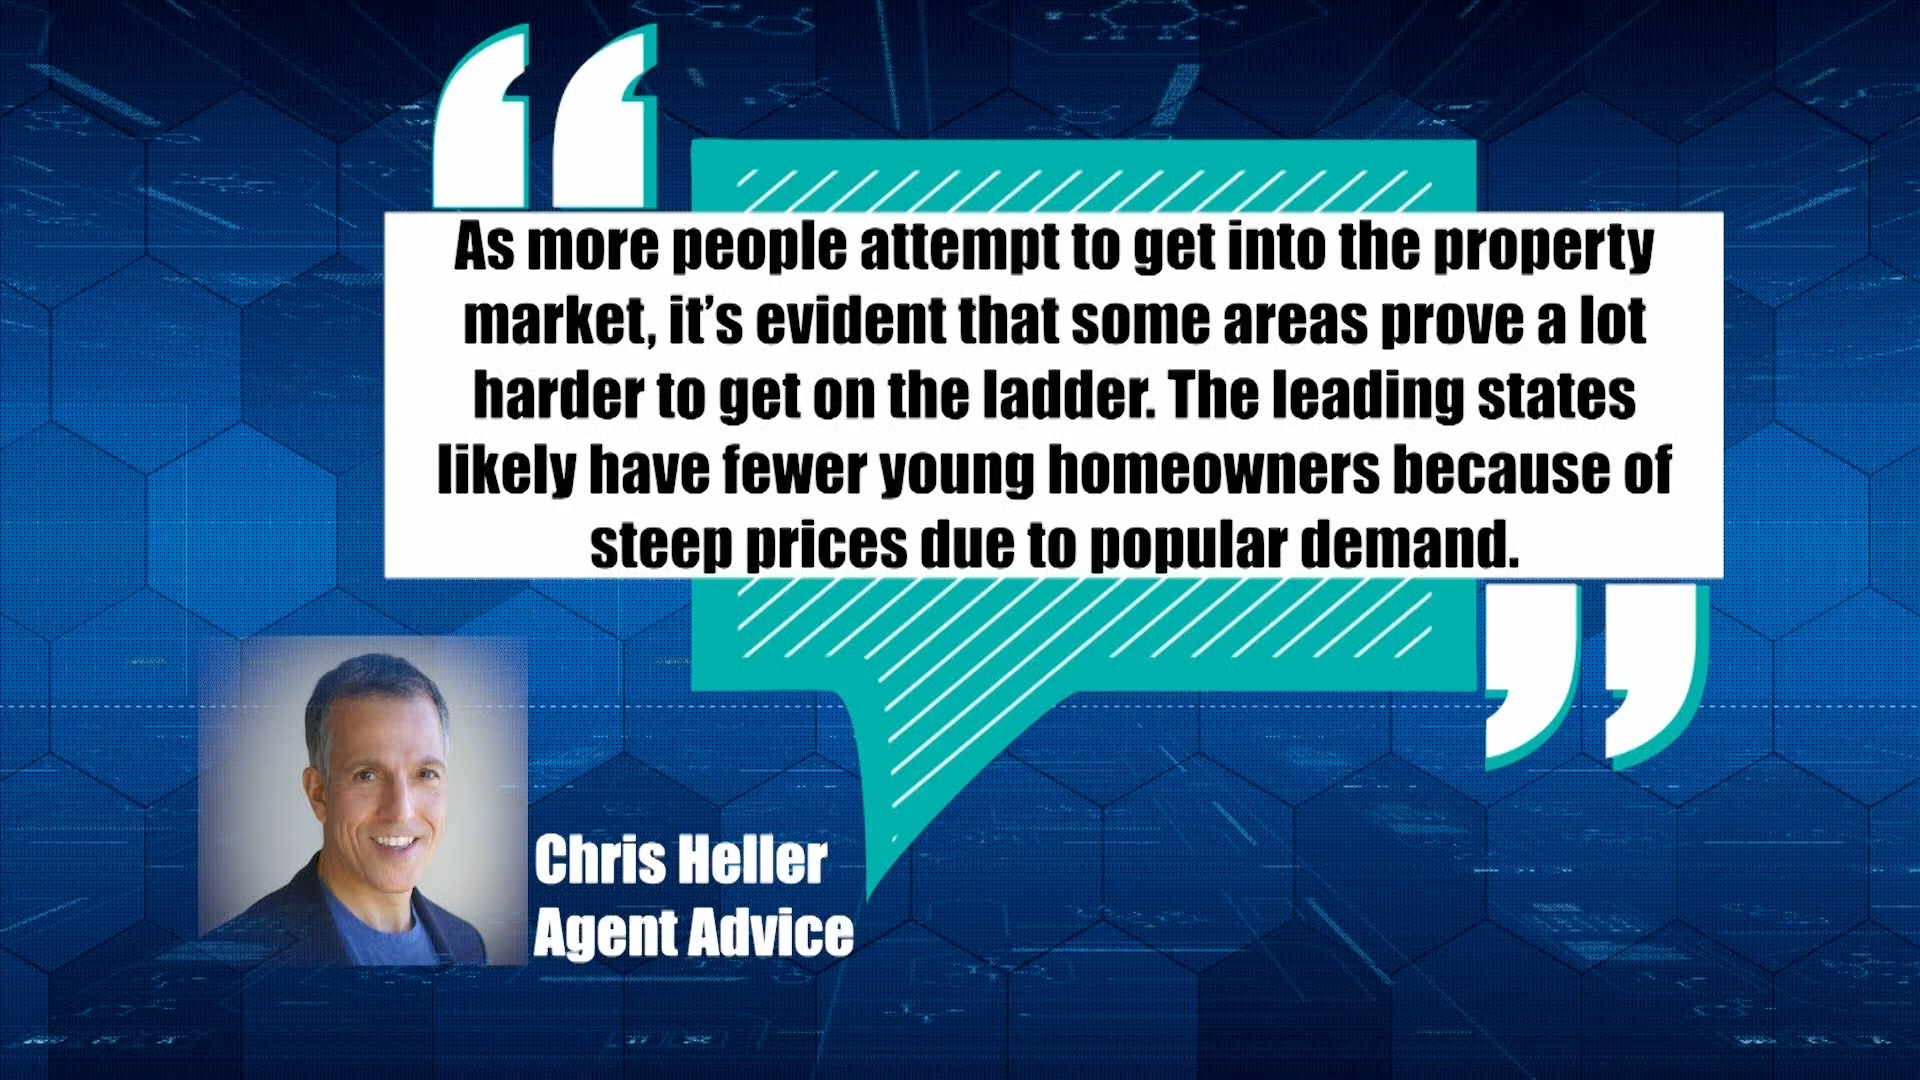 As more people attempt to get into the property
market, it’s evident that some areas prove a lot
harder to get on the ladder. The leading states
likely have fewer young homeowners because of
steep prices due to popular demand.
Chris Heller
Agent Advice